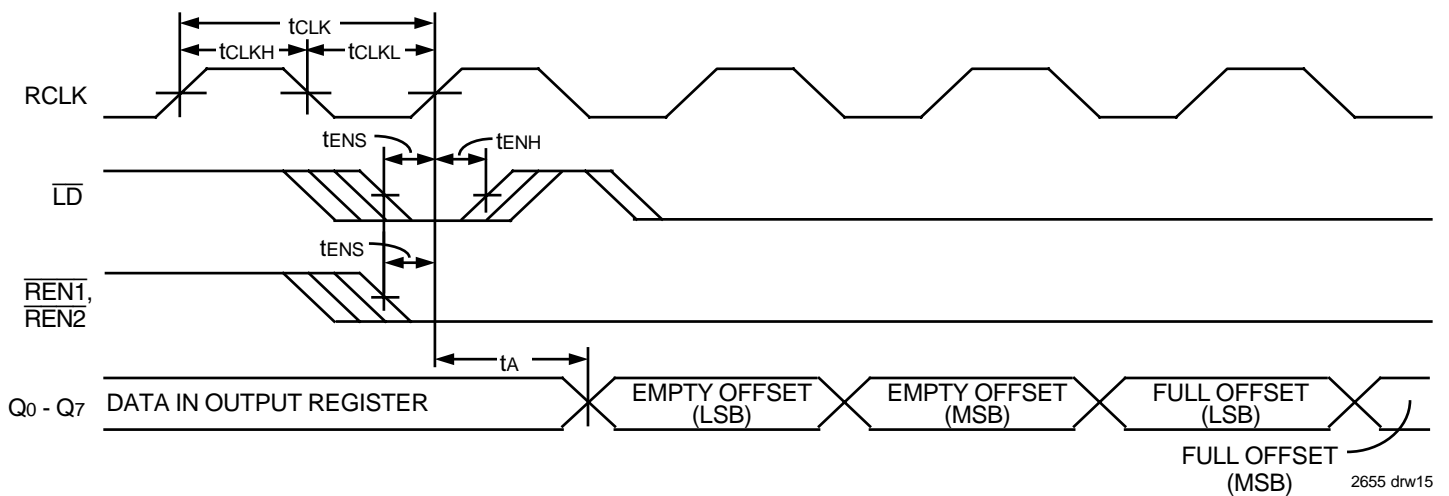 tCLK
tCLKH
tCLKL
RCLK
tENS
tENH
LD
tENS
REN1,
REN2
tA
Q0 - Q7
DATA IN OUTPUT REGISTER
EMPTY OFFSET
(LSB)
EMPTY OFFSET
(MSB)
FULL OFFSET
(LSB)
FULL OFFSET
(MSB)
2655 drw15